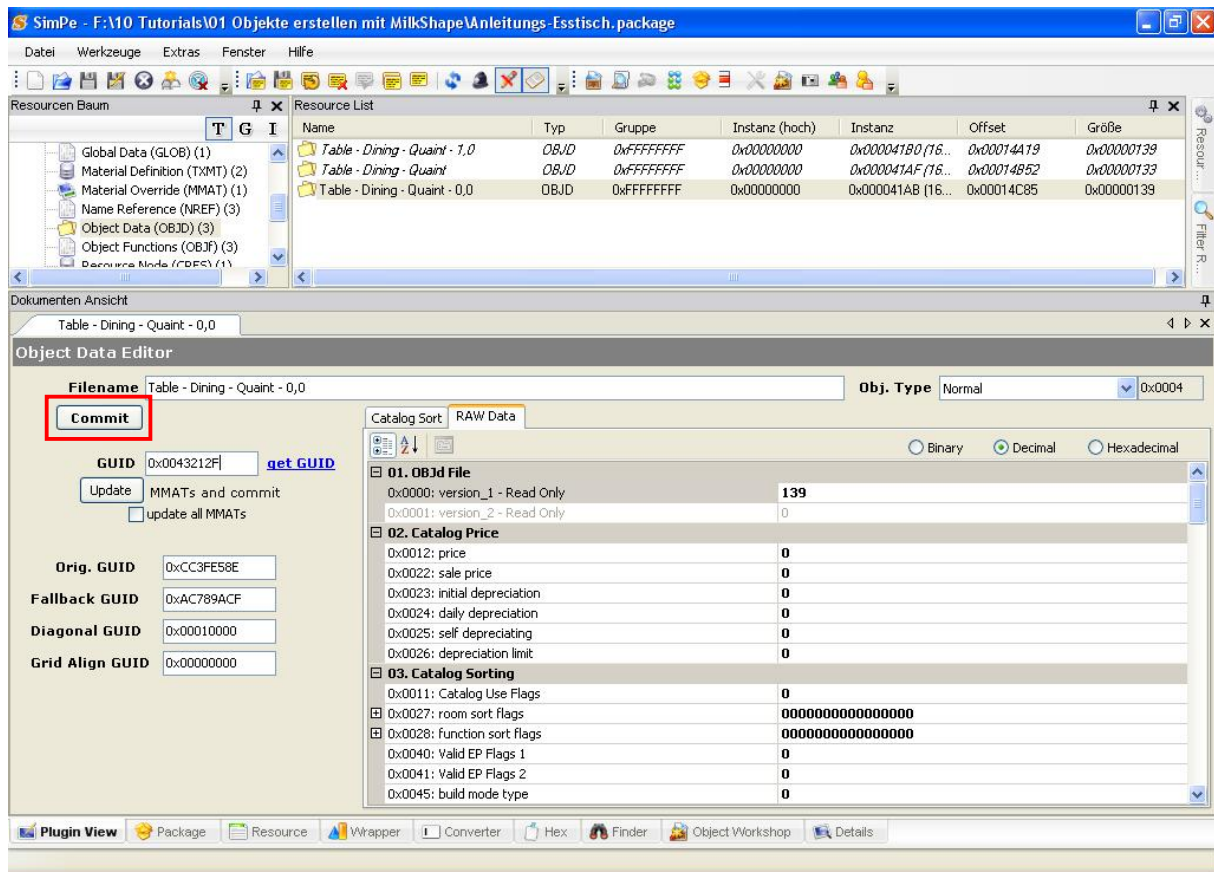 SimPe - F:\10 Tutorials\01 Objekte erstellen mit MilkShape\Anleitungs-Esstisch.package
Datei Werkzeuge Extras Fenster Hilfe
Resourcen Baum
T G I
Global Data (GLOB) (1)
Material Definition (TXMT) (2)
Material Override (MMAT) (1)
Name Reference (NREF) (3)
Object Data (OBJD) (3)
Object Functions (OBJf) (3)
Resource Node (CRES) (1)
Resource List
Name Typ Gruppe Instanz (hoch) Instanz Offset Größe
Table - Dining - Quaint - 1,0 OBJD 0xFFFFFFFF 0x00000000 0x000041B0 (16... 0x00014A19 0x00000139
Table - Dining - Quaint OBJD 0xFFFFFFFF 0x00000000 0x000041AF (16... 0x00014B52 0x00000133
Table - Dining - Quaint - 0,0 OBJD 0xFFFFFFFF 0x00000000 0x000041AB (16... 0x00014C85 0x00000139
Resour...
Filter R...
Dokumenten Ansicht
Table - Dining - Quaint - 0,0
Object Data Editor
Filename Table - Dining - Quaint - 0,0 Obj. Type Normal 0x0004
Commit
GUID 0x0043212F get GUID
Update MMATs and commit
update all MMATs
Orig. GUID 0xCC3FE58E
Fallback GUID 0xAC789ACF
Diagonal GUID 0x00010000
Grid Align GUID 0x00000000
Catalog Sort RAW Data
Binary Decimal Hexadecimal
01. OBJd File
0x0000: version_1 - Read Only 139
0x0001: version_2 - Read Only 0
02. Catalog Price
0x0012: price 0
0x0022: sale price 0
0x0023: initial depreciation 0
0x0024: daily depreciation 0
0x0025: self depreciating 0
0x0026: depreciation limit 0
03. Catalog Sorting
0x0011: Catalog Use Flags 0
0x0027: room sort flags 0000000000000000
0x0028: function sort flags 0000000000000000
0x0040: Valid EP Flags 1 0
0x0041: Valid EP Flags 2 0
0x0045: build mode type 0
Plugin View Package Resource Wrapper Converter Hex Finder Object Workshop Details